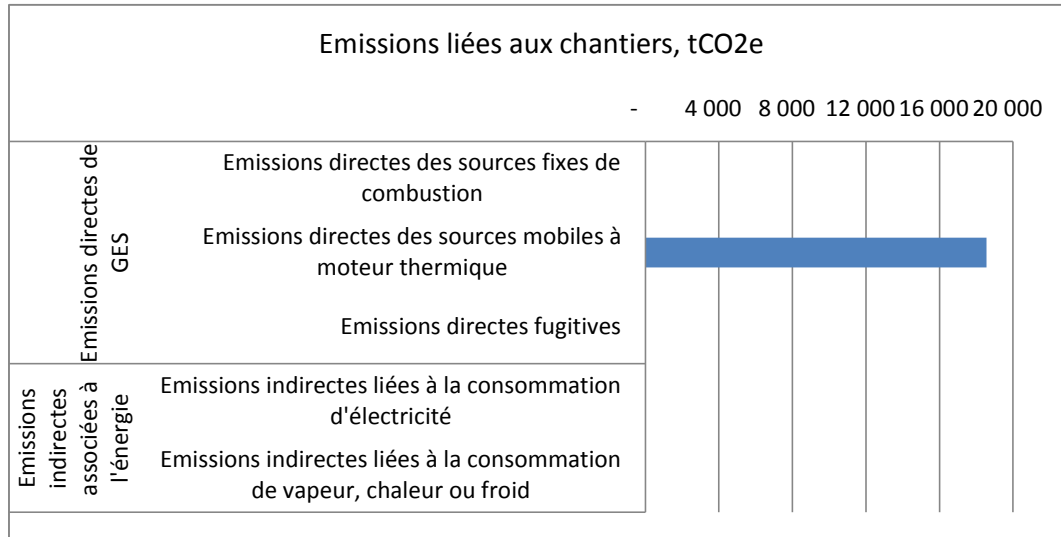 Emissions liées aux chantiers, tCO2e
- 4 000 8 000 12 000 16 000 20 000
Emissions directes de
GES
Emissions directes des sources fixes de
combustion
Emissions directes des sources mobiles à
moteur thermique
Emissions directes fugitives
Emissions
indirectes
associées à
l'énergie
Emissions indirectes liées à la consommation
d'électricité
Emissions indirectes liées à la consommation
de vapeur, chaleur ou froid